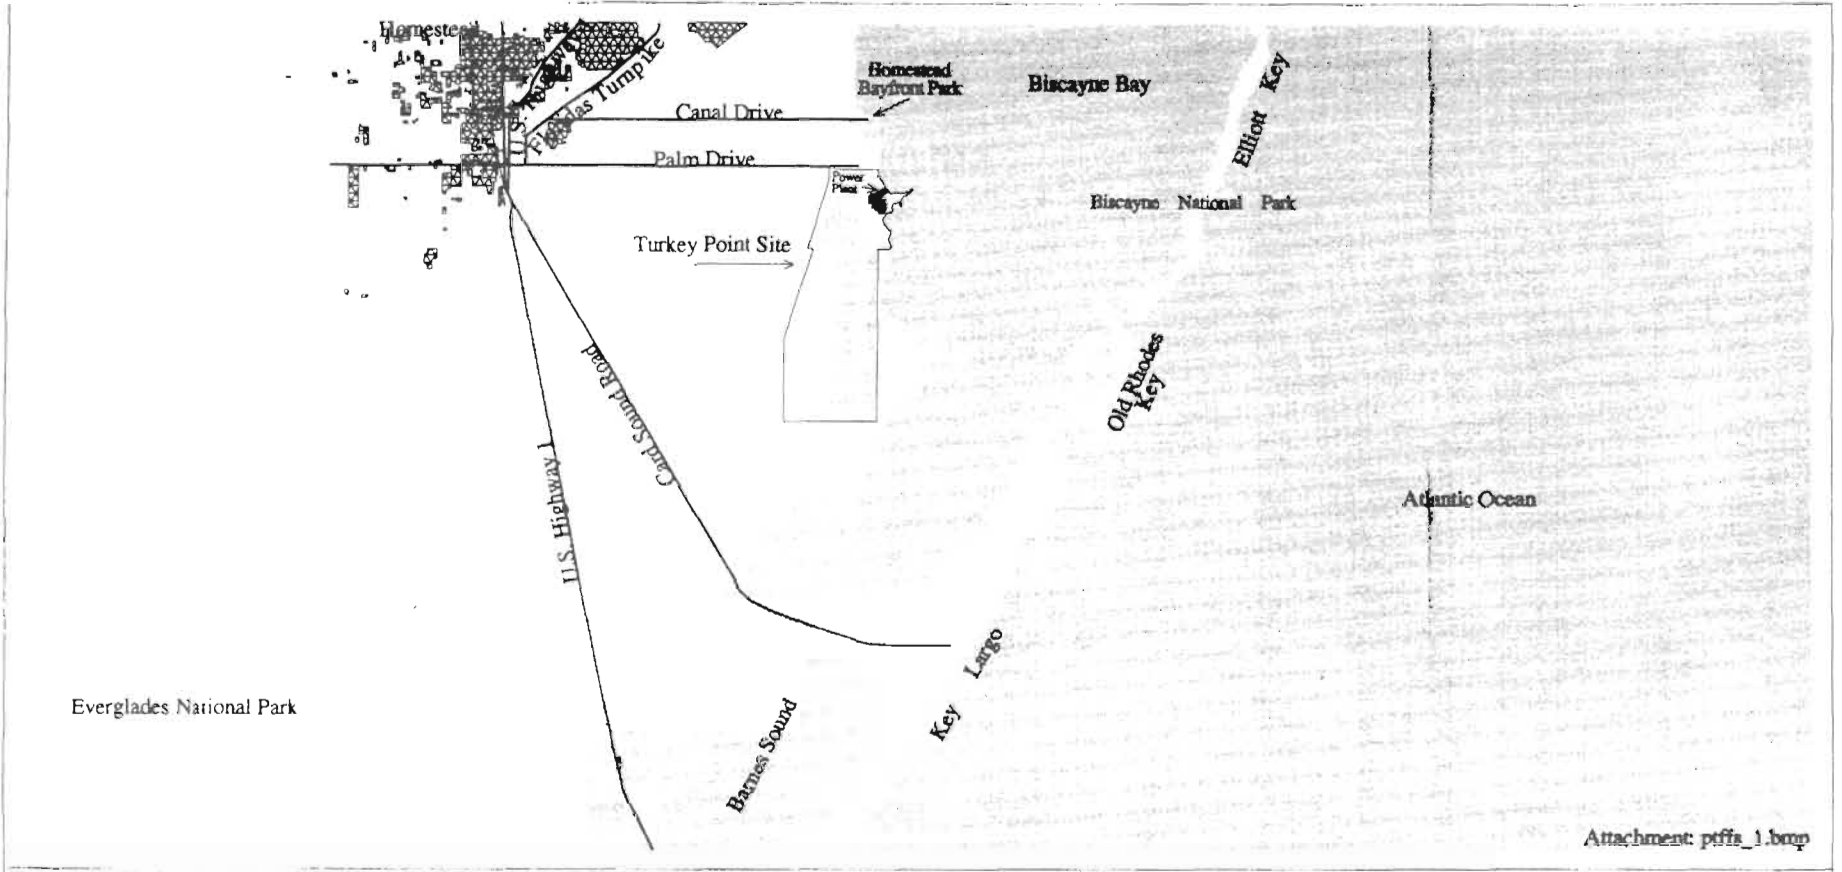 Homestead
U.S. Highway
Floridas Turnpike
Homestead
Bayfront Park
Biscayne Bay
Elliott Key
Canal Drive
Palm Drive
Power
Plant
Biscayne National Park
Turkey Point Site
Old Rhodes
Key
Card Sound Road
U.S. Highway 1
Atlantic Ocean
Key Largo
Everglades National Park
Barnes Sound
Attachment: ptffs_1.bmp